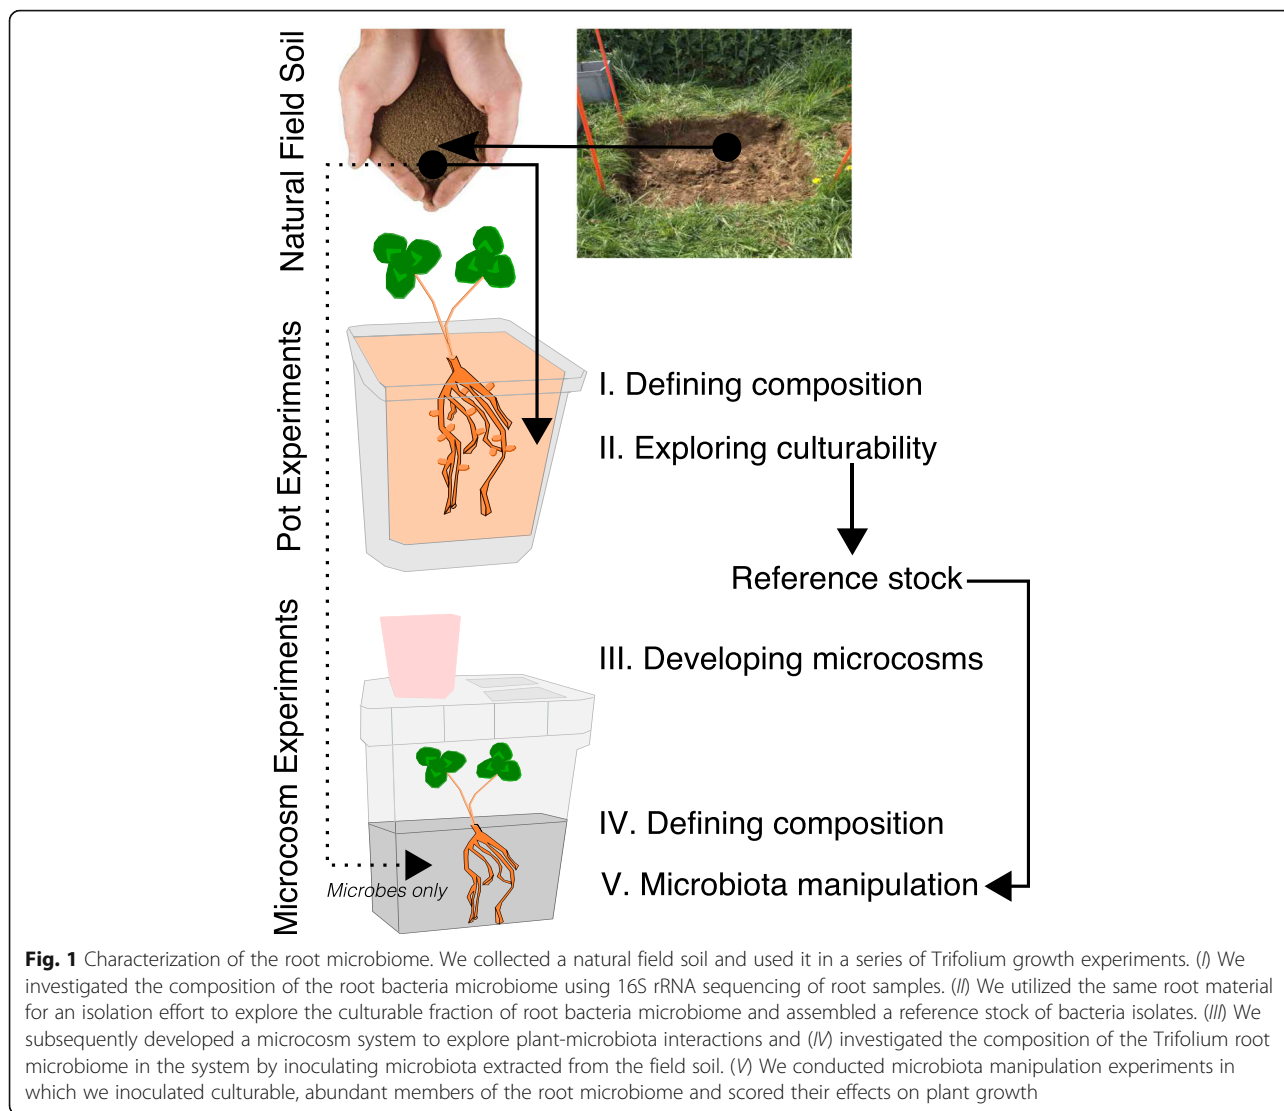 Natural Field Soil
Pot Experiments
I. Defining composition
II. Exploring culturability
Reference stock
Microcosm Experiments
III. Developing microcosms
IV. Defining composition
V. Microbiota manipulation
Microbes only
Fig. 1 Characterization of the root microbiome. We collected a natural field soil and used it in a series of Trifolium growth experiments. (I) We
investigated the composition of the root bacteria microbiome using 16S rRNA sequencing of root samples. (II) We utilized the same root material
for an isolation effort to explore the culturable fraction of root bacteria microbiome and assembled a reference stock of bacteria isolates. (III) We
subsequently developed a microcosm system to explore plant-microbiota interactions and (IV) investigated the composition of the Trifolium root
microbiome in the system by inoculating microbiota extracted from the field soil. (V) We conducted microbiota manipulation experiments in
which we inoculated culturable, abundant members of the root microbiome and scored their effects on plant growth